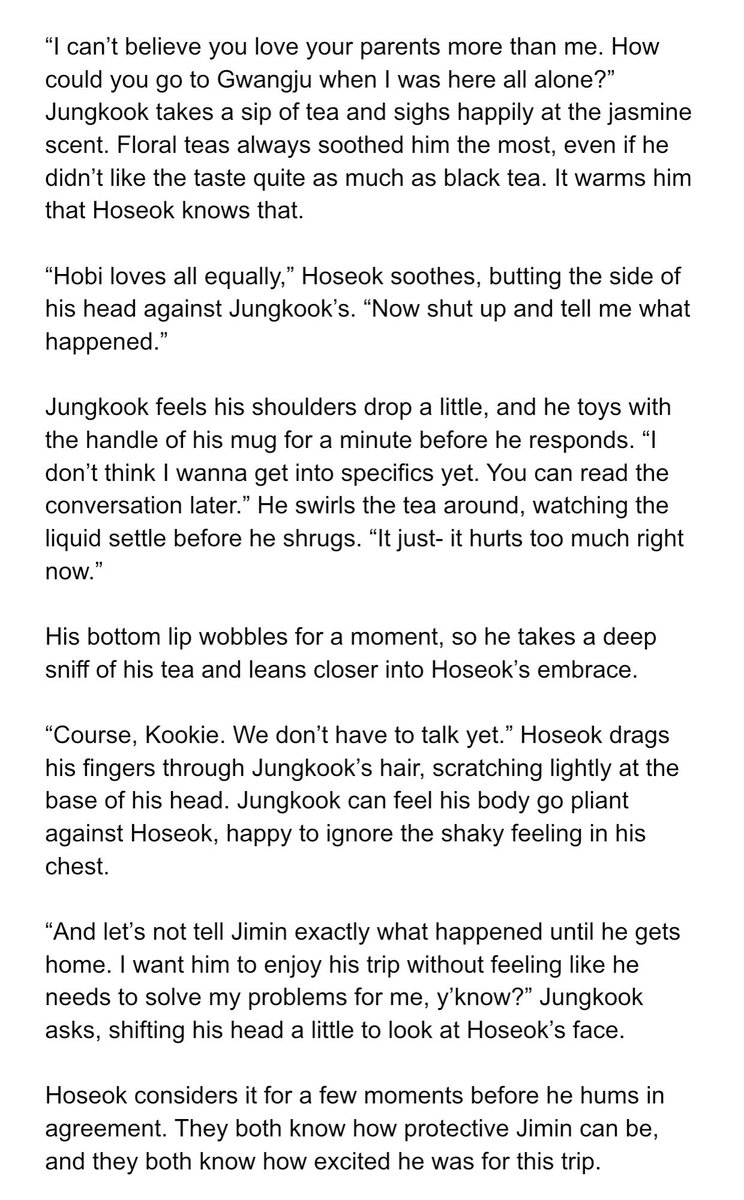 “I can’t believe you love your parents more than me. How
could you go to Gwangju when I was here all alone?”
Jungkook takes a sip of tea and sighs happily at the jasmine
scent. Floral teas always soothed him the most, even if he
didn’t like the taste quite as much as black tea. It warms him
that Hoseok knows that.

“Hobi loves all equally,” Hoseok soothes, butting the side of
his head against Jungkook’s. “Now shut up and tell me what
happened.”

Jungkook feels his shoulders drop a little, and he toys with
the handle of his mug for a minute before he responds. “I
don’t think I wanna get into specifics yet. You can read the
conversation later.” He swirls the tea around, watching the
liquid settle before he shrugs. “It just- it hurts too much right
now.”

His bottom lip wobbles for a moment, so he takes a deep
sniff of his tea and leans closer into Hoseok’s embrace.

“Course, Kookie. We don’t have to talk yet.” Hoseok drags
his fingers through Jungkook’s hair, scratching lightly at the
base of his head. Jungkook can feel his body go pliant
against Hoseok, happy to ignore the shaky feeling in his
chest.

“And let’s not tell Jimin exactly what happened until he gets
home. I want him to enjoy his trip without feeling like he
needs to solve my problems for me, y’know?” Jungkook
asks, shifting his head a little to look at Hoseok’s face.

Hoseok considers it for a few moments before he hums in
agreement. They both know how protective Jimin can be,
and they both know how excited he was for this trip.